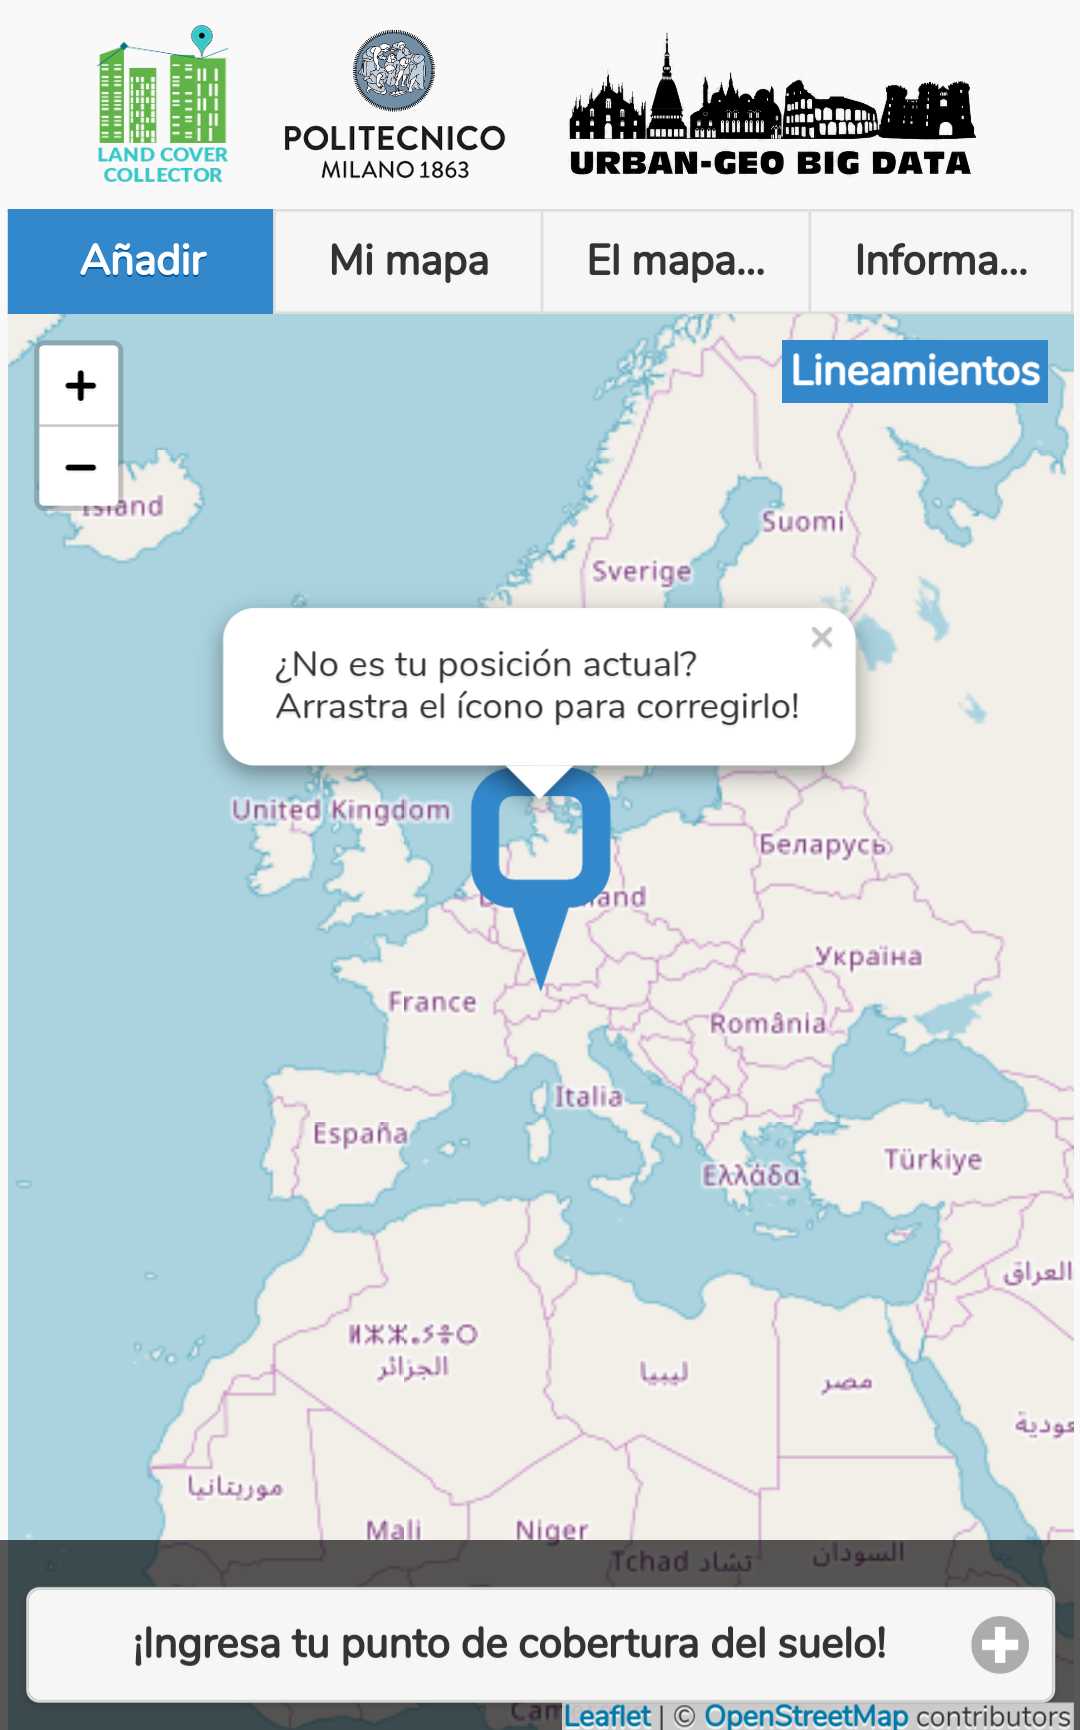 LAND COVER
COLLECTOR
POLITECNICO
MILANO 1863
URBAN-GEO BIG DATA
Añadir
Mi mapa
El mapa...
Informa...
+
Lineamientos
−
Island
Suomi
Sverige
¿No es tu posición actual?
×
Arrastra el ícono para corregirlo!
United Kingdom
Беларусь
Україна
France
România
Italia
España
Türkiye
Ελλάδα
العراق
ⵍⵣⵣⴰⵢⴻⵔ
الجزائر
ليبيا
مصر
موريتانيا
Mali
Niger
Tchad تشاد
السودان
¡Ingresa tu punto de cobertura del suelo!
Leaflet | © OpenStreetMap contributors